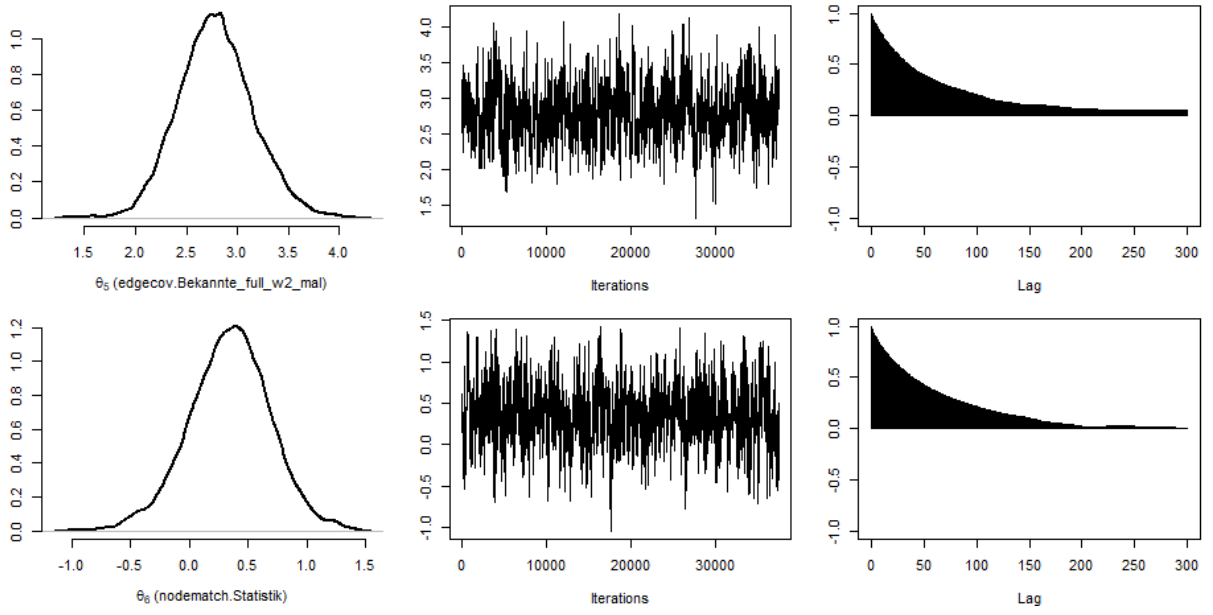 0.0 0.2 0.4 0.6 0.8 1.0
1.5 2.0 2.5 3.0 3.5 4.0
θ5 (edgecov.Bekannte_full_w2_mal)
1.5 2.0 2.5 3.0 3.5 4.0
0 10000 20000 30000
Iterations
-1.0 -0.5 0.0 0.5 1.0
0 50 100 150 200 250 300
Lag
0.0 0.2 0.4 0.6 0.8 1.0 1.2
-1.0 -0.5 0.0 0.5 1.0 1.5
θ6 (nodematch.Statistik)
-1.0 -0.5 0.0 0.5 1.0 1.5
0 10000 20000 30000
Iterations
-1.0 -0.5 0.0 0.5 1.0
0 50 100 150 200 250 300
Lag